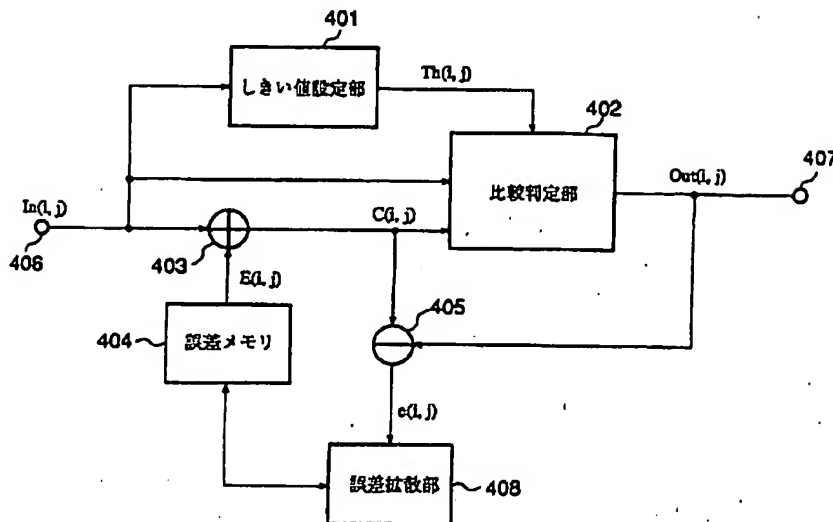 401
しきい値設定部
Th(i, j)
402
比較判定部
Out(i, j)
407
In(i, j)
406
403
C(i, j)
E(i, j)
404
誤差メモリ
405
e(i, j)
誤差拡散部
408